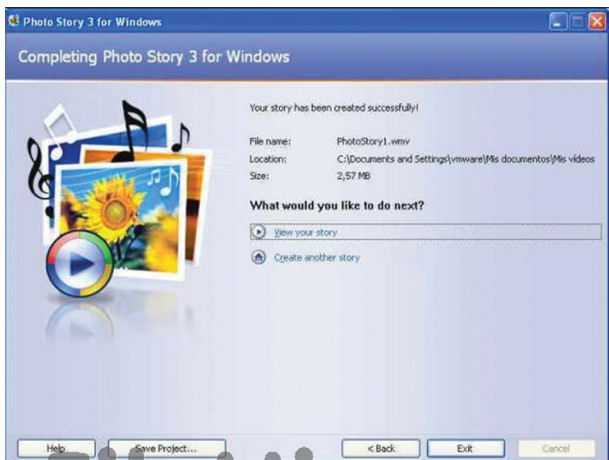 Photo Story 3 for Windows
Completing Photo Story 3 for Windows
Your story has been created successfully!
File name: PhotoStory1.wmv
Location: C:\Documents and Settings\vmware\Mis documentos\Mis videos
Size: 2,57 MB
What would you like to do next?
View your story
Create another story
Help Save Project... < Back Exit Cancel